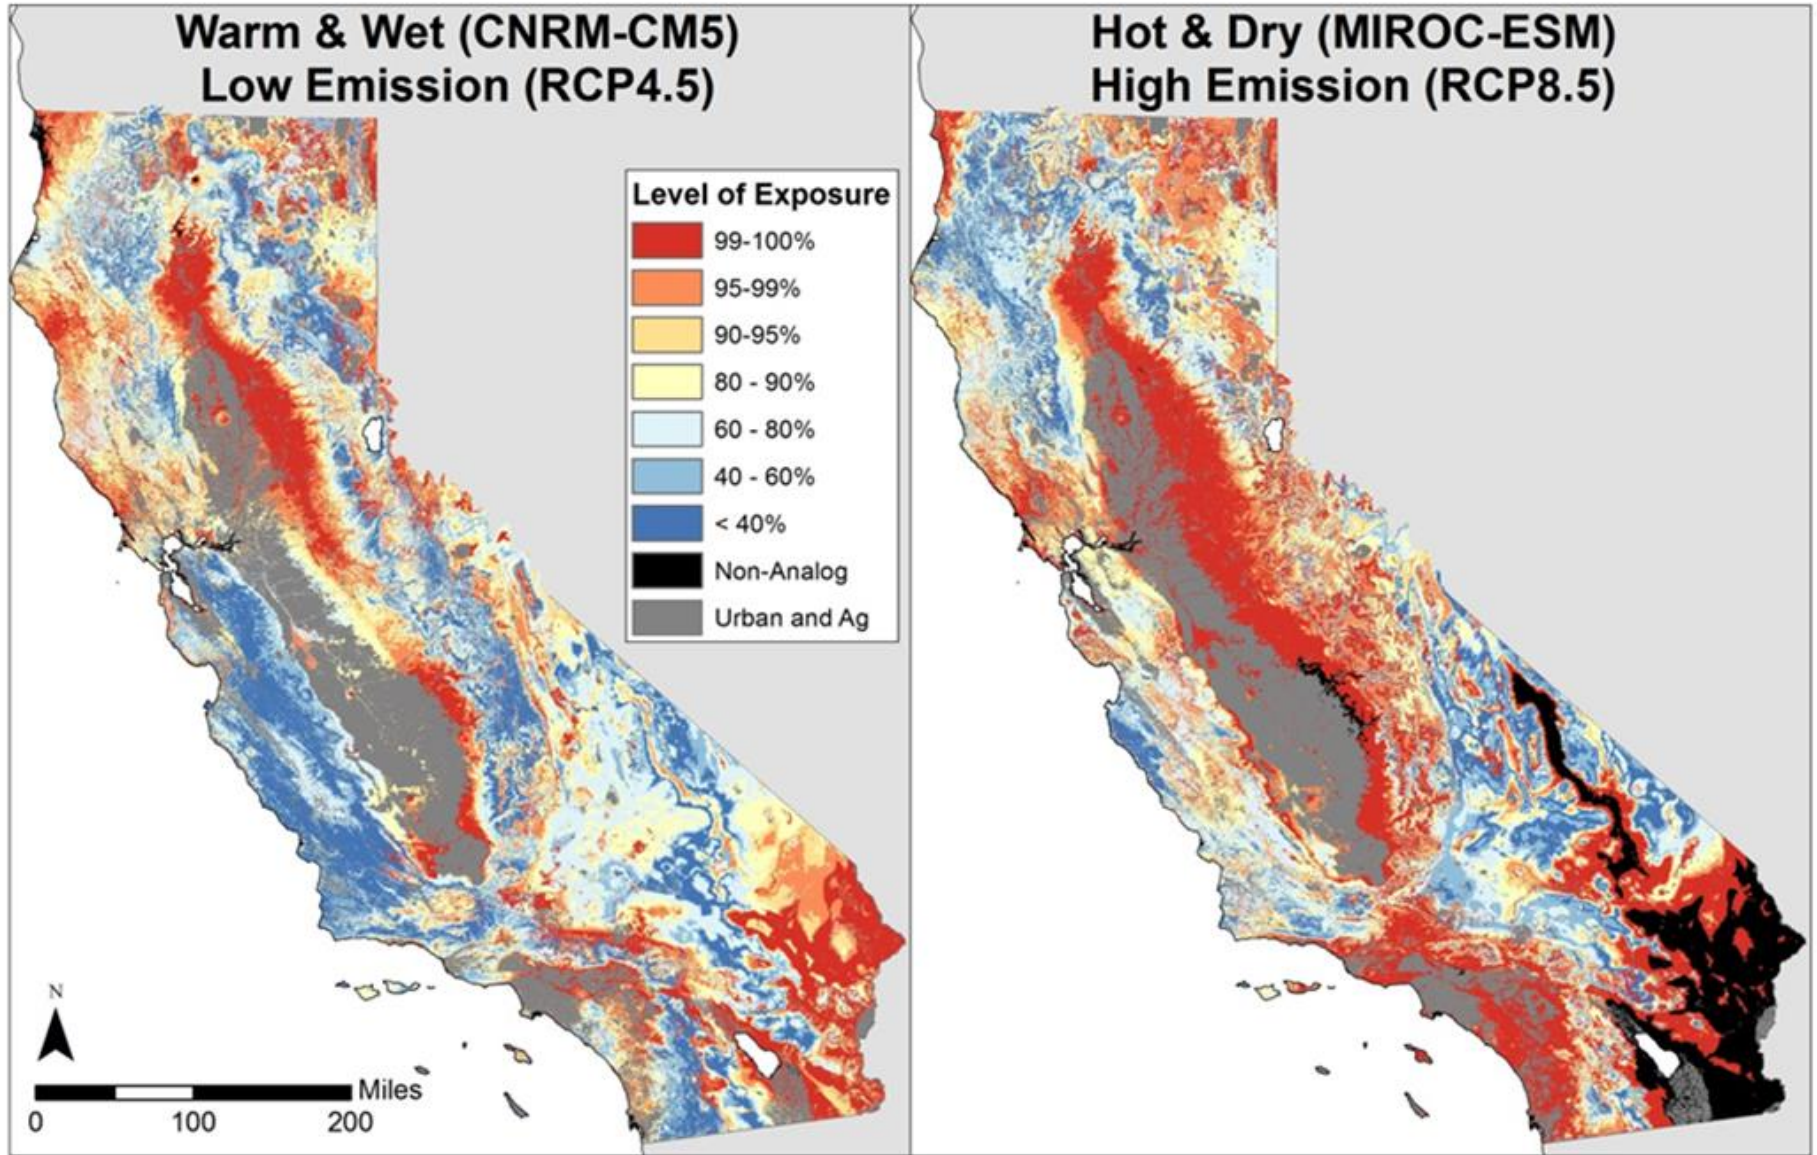 Warm & Wet (CNRM-CM5)
Low Emission (RCP4.5)
Hot & Dry (MIROC-ESM)
High Emission (RCP8.5)
Level of Exposure
99-100%
95-99%
90-95%
80 - 90%
60 - 80%
40 - 60%
< 40%
Non-Analog
Urban and Ag
N
Miles
0 100 200